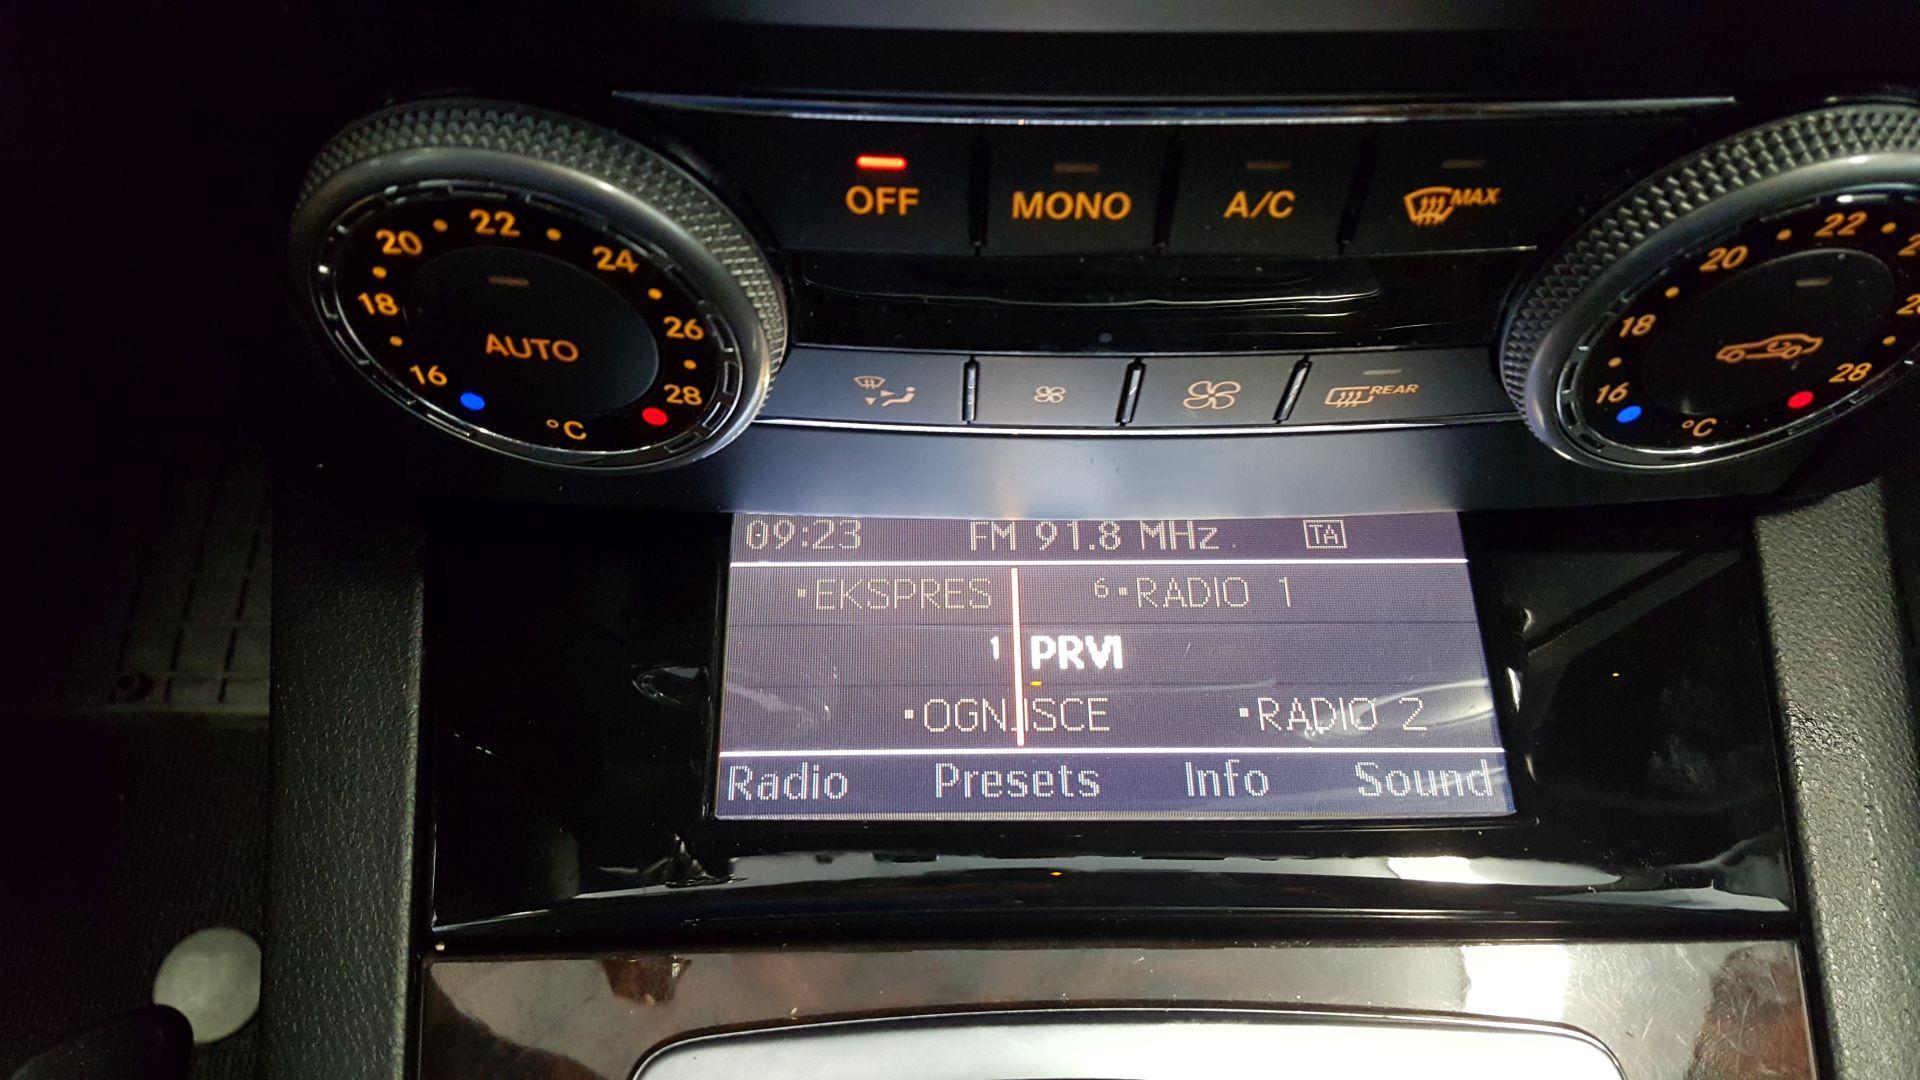 OFF MONO A/C MAX
20 22 24
18 26
16 28
AUTO
°C
20 22
18
16 28
°C
REAR
09:23 FM 91.8 MHz TA
EKSPRES 6 RADIO 1
1 PRVI
OGNJISCE RADIO 2
Radio Presets Info Sound